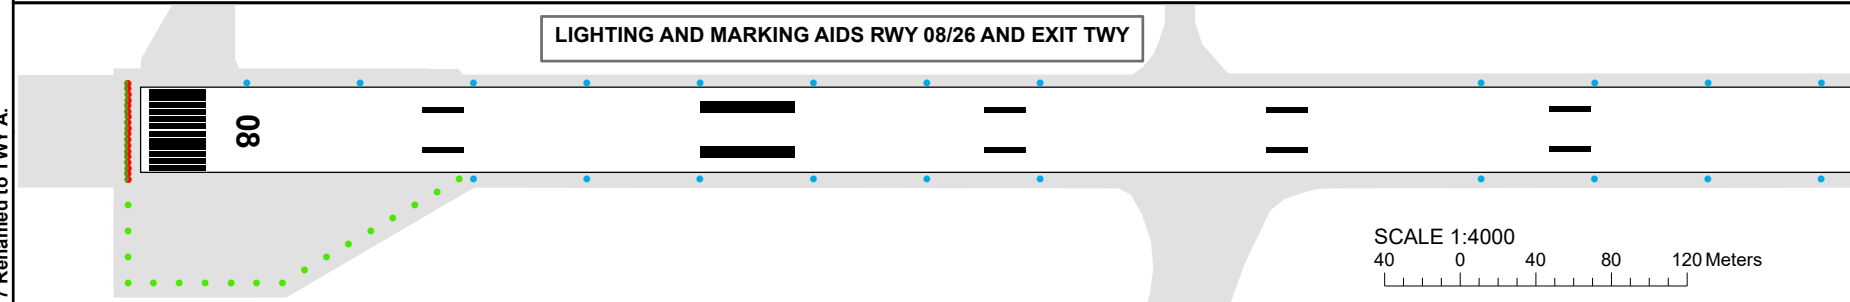 LIGHTING AND MARKING AIDS RWY 08/26 AND EXIT TWY
08
Renamed to TWY A.
SCALE 1:4000
40 0 40 80 120 Meters